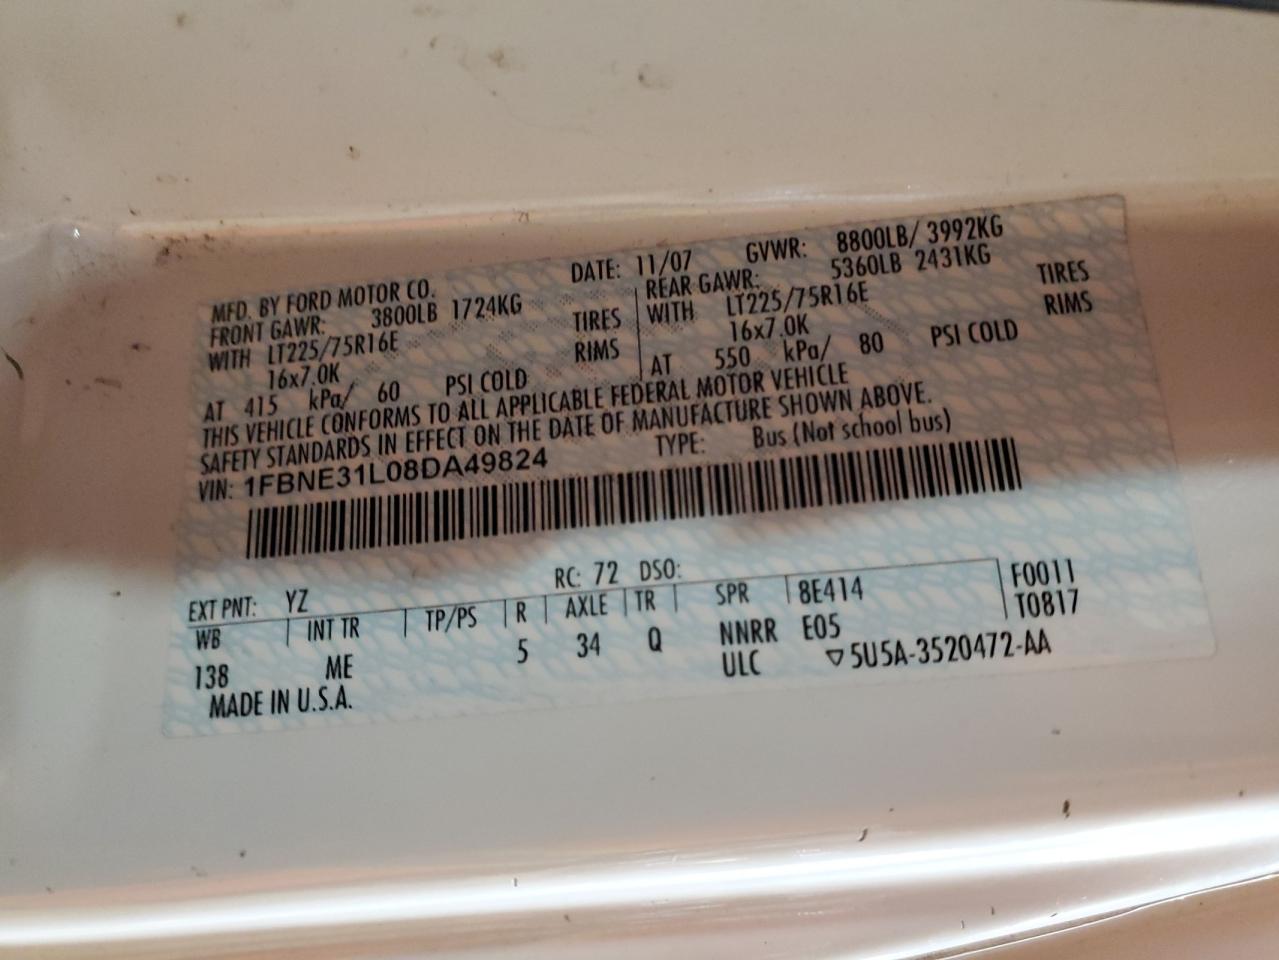 MFD. BY FORD MOTOR CO. DATE: 11/07 GVWR: 8800LB/ 3992KG
FRONT GAWR: 3800LB 1724KG REAR GAWR: 5360LB 2431KG
WITH LT225/75R16E TIRES WITH LT225/75R16E TIRES
16x7.0K RIMS 16x7.0K RIMS
AT 415 kPa/ 60 PSI COLD AT 550 kPa/ 80 PSI COLD
THIS VEHICLE CONFORMS TO ALL APPLICABLE FEDERAL MOTOR VEHICLE
SAFETY STANDARDS IN EFFECT ON THE DATE OF MANUFACTURE SHOWN ABOVE.
VIN: 1FBNE31L08DA49824 TYPE: Bus (Not school bus)
EXT PNT: YZ RC: 72 DSO:
WB INT TR TP/PS R AXLE TR SPR 8E414 F0011
138 ME 5 34 Q NNRR E05 T0817
MADE IN U.S.A. ULC ▽5U5A-3520472-AA